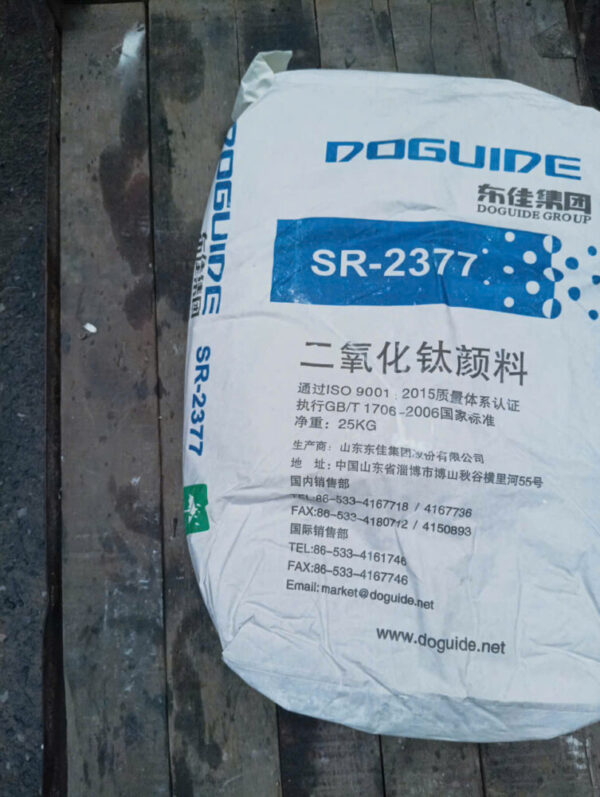 DOGUIDE
东佳集团
DOGUIDE GROUP
SR-2377
二氧化钛颜料
通过ISO 9001：2015质量体系认证
执行GB/T 1706-2006国家标准
净重：25KG
生产商：山东东佳集团股份有限公司
地 址：中国山东省淄博市博山秋谷横里河55号
国内销售部
TEL:86-533-4167718 / 4167736
FAX:86-533-4180712 / 4150893
国际销售部
TEL:86-533-4161746
FAX:86-533-4167746
Email: market@doguide.net
www.doguide.net
DOGUIDE
东佳集团
SR-2377